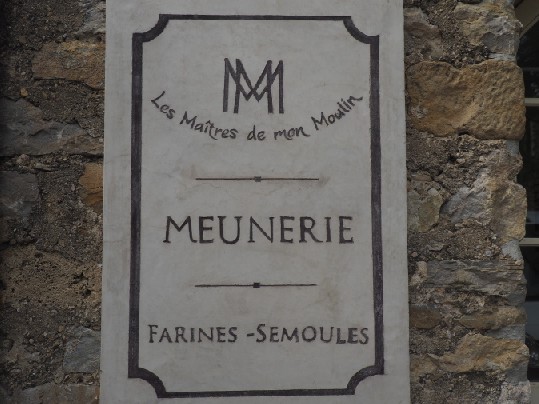 MM
Les Maîtres de mon Moulin
MEUNERIE
FARINES - SEMOULES